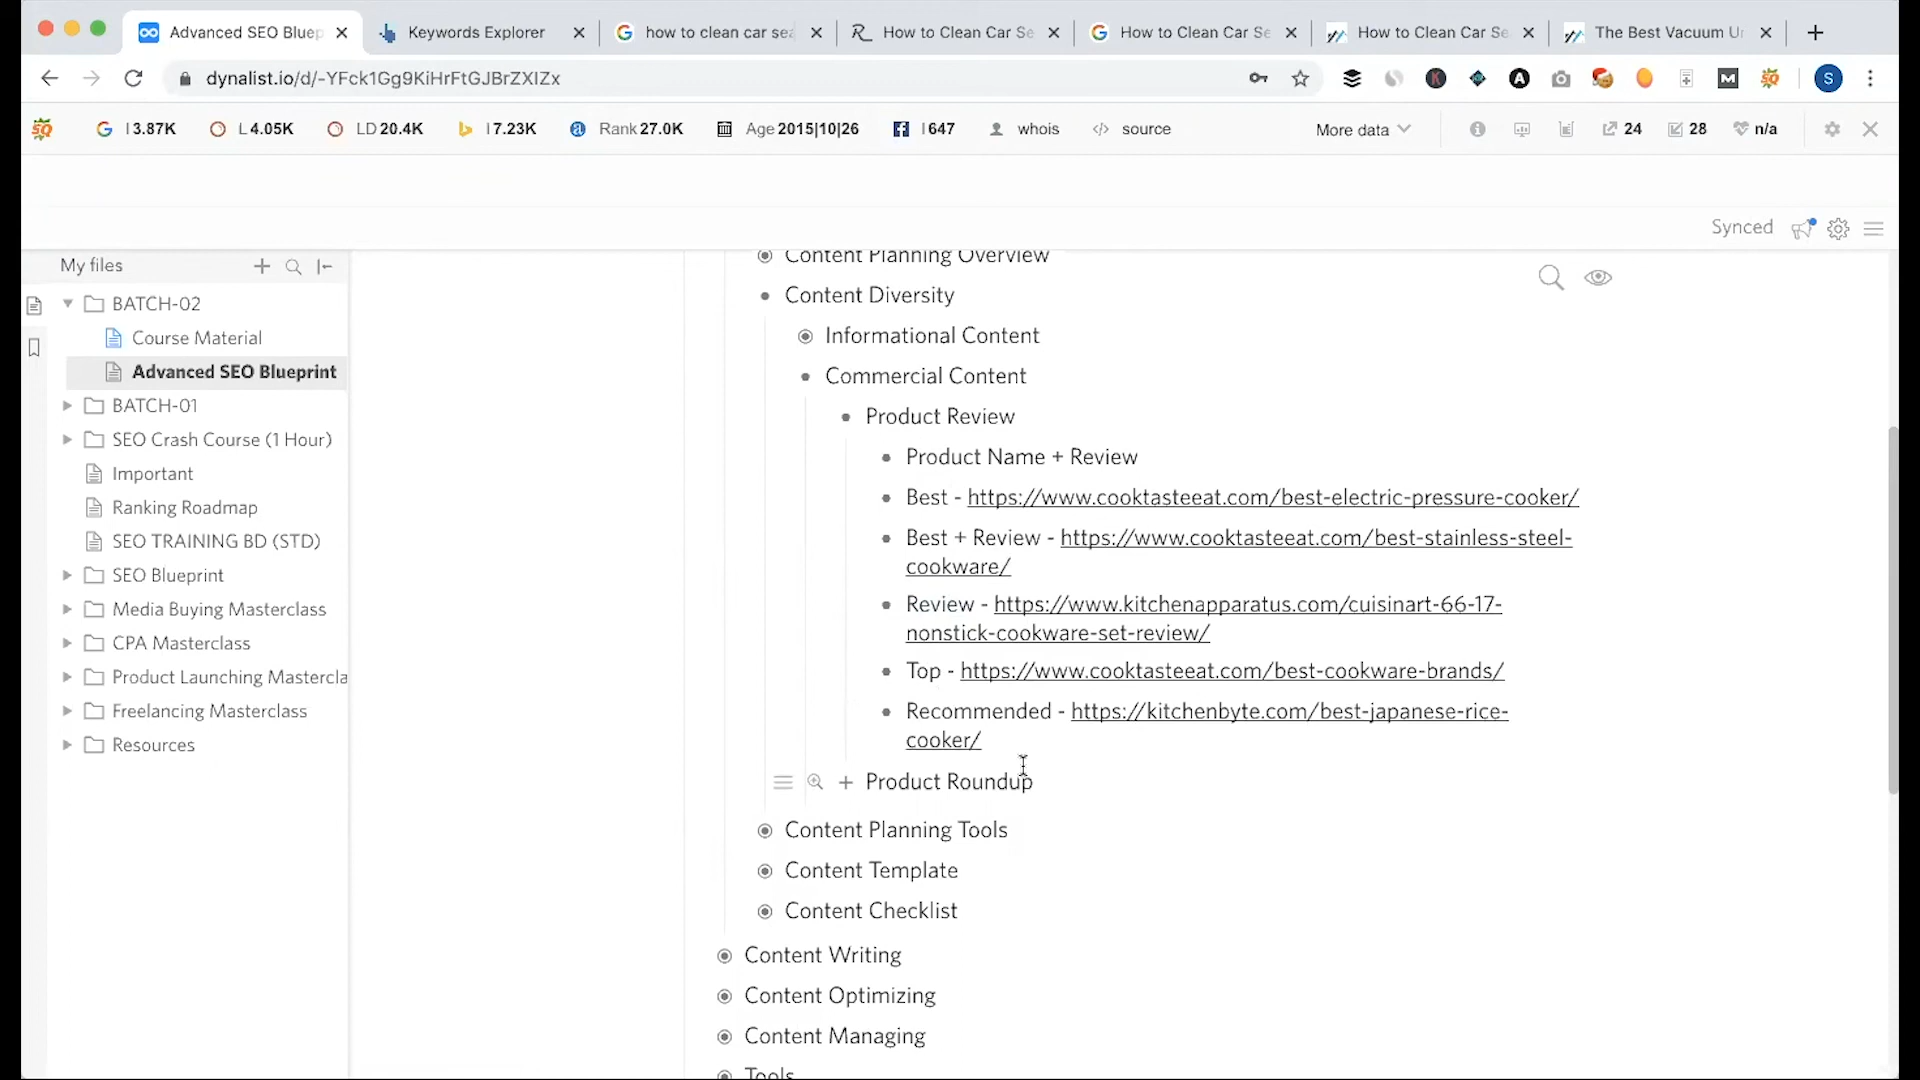 Advanced SEO Bluep
Keywords Explorer
how to clean car sea
How to Clean Car Se
How to Clean Car Se
How to Clean Car Se
The Best Vacuum Ur
dynalist.io/d/-YFck1Gg9KiHrFtGJBrZXIZx
I 3.87K
L 4.05K
LD 20.4K
I 7.23K
Rank 27.0K
Age 2015|10|26
I 647
whois
source
More data
24
28
n/a
Synced
My files
BATCH-02
Course Material
Advanced SEO Blueprint
BATCH-01
SEO Crash Course (1 Hour)
Important
Ranking Roadmap
SEO TRAINING BD (STD)
SEO Blueprint
Media Buying Masterclass
CPA Masterclass
Product Launching Mastercla
Freelancing Masterclass
Resources
Content Planning Overview
Content Diversity
Informational Content
Commercial Content
Product Review
Product Name + Review
Best - https://www.cooktasteeat.com/best-electric-pressure-cooker/
Best + Review - https://www.cooktasteeat.com/best-stainless-steel-
cookware/
Review - https://www.kitchenapparatus.com/cuisinart-66-17-
nonstick-cookware-set-review/
Top - https://www.cooktasteeat.com/best-cookware-brands/
Recommended - https://kitchenbyte.com/best-japanese-rice-
cooker/
Product Roundup
Content Planning Tools
Content Template
Content Checklist
Content Writing
Content Optimizing
Content Managing
Tools